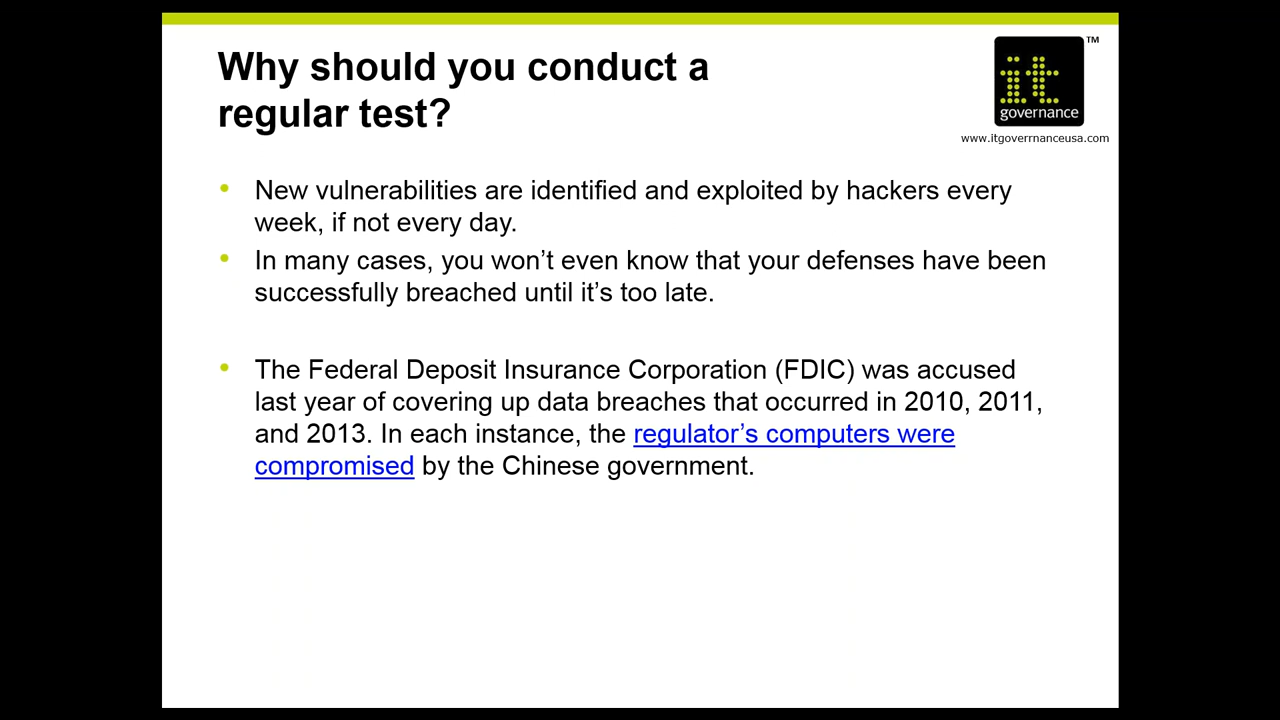 Why should you conduct a
regular test?
it
governance
TM
www.itgoverrnanceusa.com
• New vulnerabilities are identified and exploited by hackers every
week, if not every day.
• In many cases, you won’t even know that your defenses have been
successfully breached until it’s too late.
• The Federal Deposit Insurance Corporation (FDIC) was accused
last year of covering up data breaches that occurred in 2010, 2011,
and 2013. In each instance, the regulator’s computers were
compromised by the Chinese government.